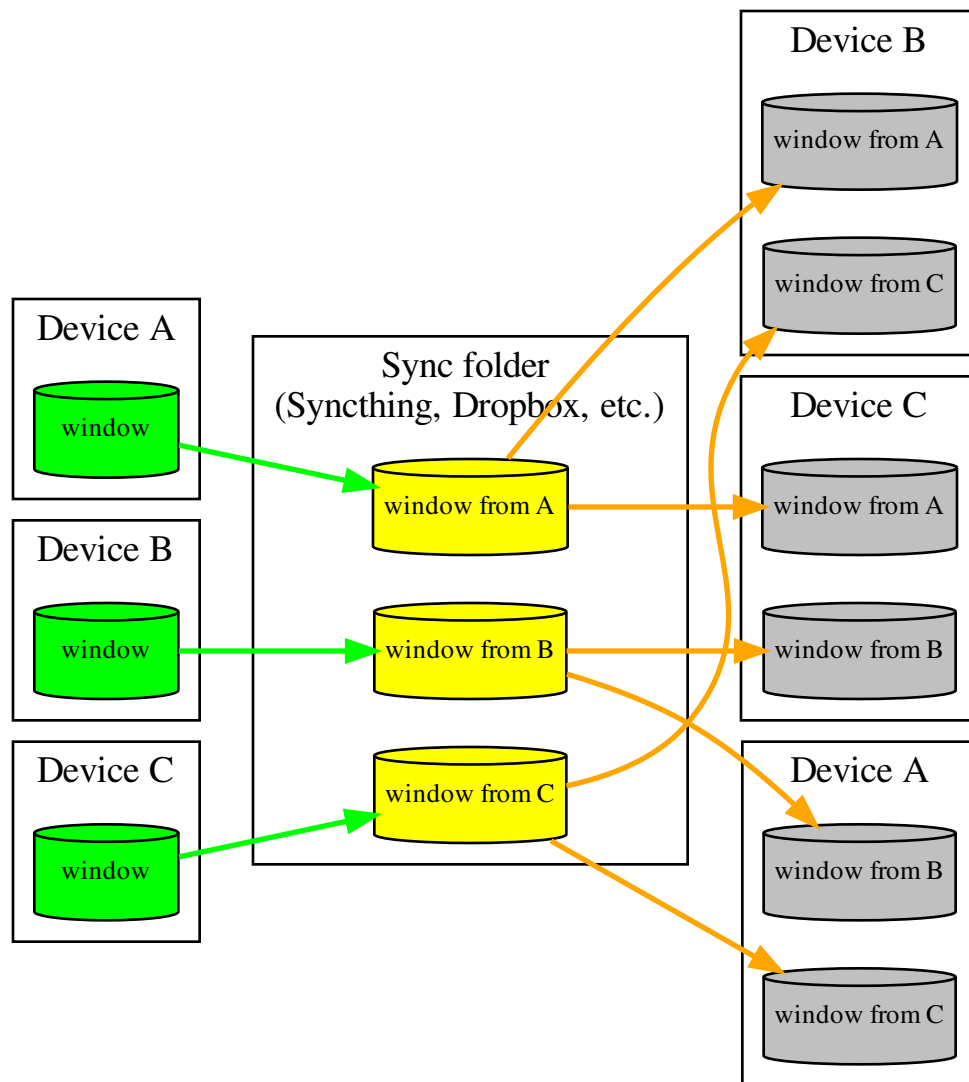 Device A
window
Device B
window
Device C
window
Sync folder
(Syncthing, Dropbox, etc.)
window from A
window from B
window from C
Device B
window from A
window from C
Device C
window from A
window from B
Device A
window from B
window from C